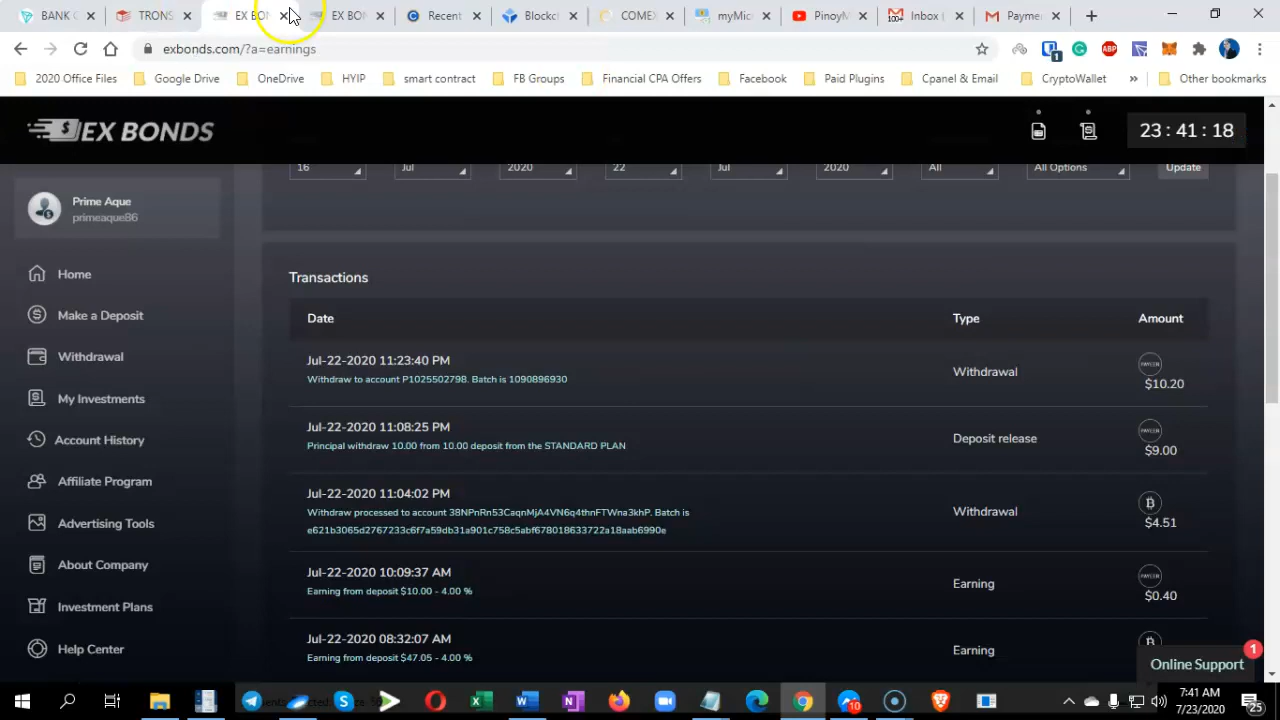 BANK (
TRONS
EX BON
EX BO
Recent
Blockc
COMEX
myMic
PinoyM
Inbox (
Payme
exbonds.com/?a=earnings
2020 Office Files
Google Drive
OneDrive
HYIP
smart contract
FB Groups
Financial CPA Offers
Facebook
Paid Plugins
Cpanel & Email
CryptoWallet
»
Other bookmarks
EX BONDS
23 : 41 : 18
16 Jul 2020 22 Jul 2020 All All Options Update
Prime Aque
primeaque86
Home
Make a Deposit
Withdrawal
My Investments
Account History
Affiliate Program
Advertising Tools
About Company
Investment Plans
Help Center
Transactions
Date Type Amount
Jul-22-2020 11:23:40 PM
Withdraw to account P1025502798. Batch is 1090896930
Withdrawal
$10.20
Jul-22-2020 11:08:25 PM
Principal withdraw 10.00 from 10.00 deposit from the STANDARD PLAN
Deposit release
$9.00
Jul-22-2020 11:04:02 PM
Withdraw processed to account 38NPnRn53CaqnMjA4VN6q4thnFTWna3khP. Batch is
e621b3065d2767233c6f7a59db31a901c758c5abf678018633722a18aab6990e
Withdrawal
$4.51
Jul-22-2020 10:09:37 AM
Earning from deposit $10.00 - 4.00 %
Earning
$0.40
Jul-22-2020 08:32:07 AM
Earning from deposit $47.05 - 4.00 %
Earning
Online Support
1
7:41 AM
7/23/2020
25